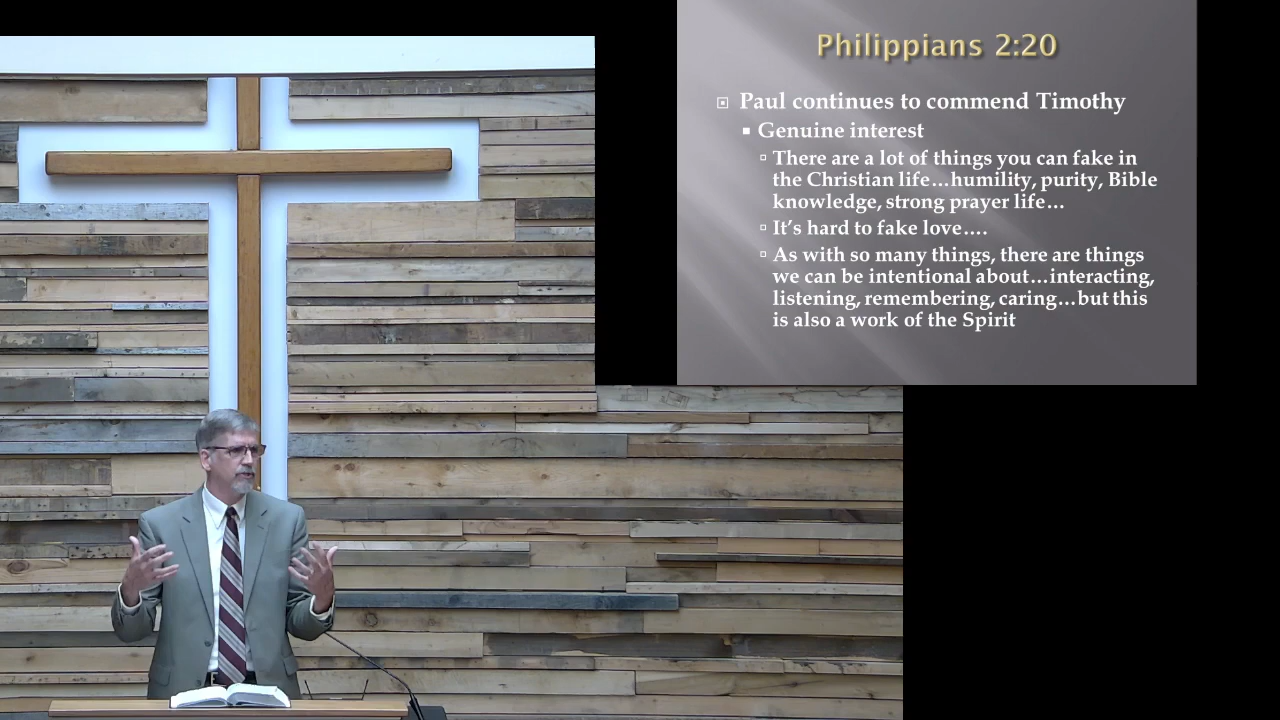 Philippians 2:20
Paul continues to commend Timothy
Genuine interest
There are a lot of things you can fake in
the Christian life…humility, purity, Bible
knowledge, strong prayer life…
It’s hard to fake love….
As with so many things, there are things
we can be intentional about…interacting,
listening, remembering, caring…but this
is also a work of the Spirit